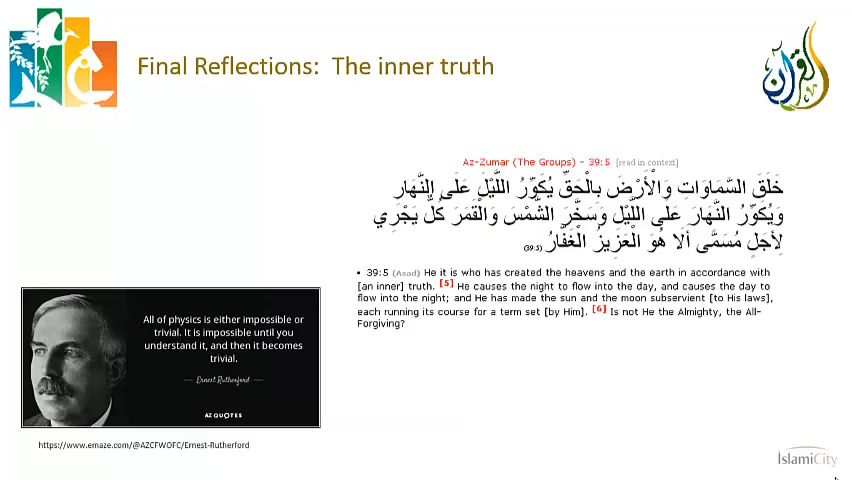 Final Reflections: The inner truth
القرآن
Az-Zumar (The Groups) - 39:5 [read in context]
خَلَقَ السَّمَاوَاتِ وَالْأَرْضَ بِالْحَقِّ يُكَوِّرُ اللَّيْلَ عَلَى النَّهَارِ
وَيُكَوِّرُ النَّهَارَ عَلَى اللَّيْلِ وَسَخَّرَ الشَّمْسَ وَالْقَمَرَ كُلٌّ يَجْرِي
لِأَجَلٍ مُسَمًّى أَلَا هُوَ الْعَزِيزُ الْغَفَّارُ (39:5)
• 39:5 (Asad) He it is who has created the heavens and the earth in accordance with
[an inner] truth. [5] He causes the night to flow into the day, and causes the day to
flow into the night; and He has made the sun and the moon subservient [to His laws],
each running its course for a term set [by Him]. [6] Is not He the Almighty, the All-
Forgiving?
All of physics is either impossible or
trivial. It is impossible until you
understand it, and then it becomes
trivial.
— Ernest Rutherford —
AZ QUOTES
https://www.emaze.com/@AZCFWOFC/Ernest-Rutherford
IslamiCity